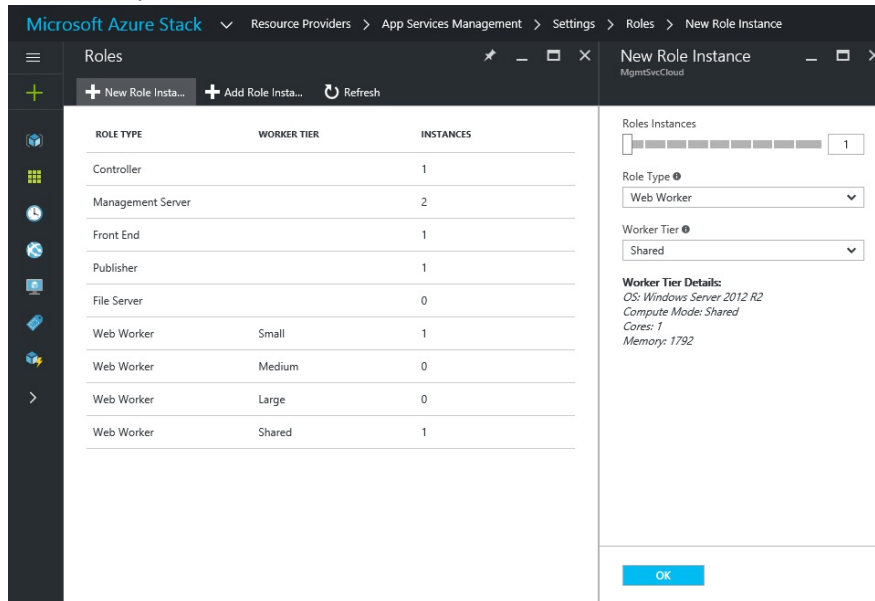 Microsoft Azure Stack Resource Providers > App Services Management > Settings > Roles > New Role Instance
Roles
New Role Insta... Add Role Insta... Refresh
ROLE TYPE WORKER TIER INSTANCES
Controller 1
Management Server 2
Front End 1
Publisher 1
File Server 0
Web Worker Small 1
Web Worker Medium 0
Web Worker Large 0
Web Worker Shared 1
New Role Instance
MgmtSvcCloud
Roles Instances
1
Role Type
Web Worker
Worker Tier
Shared
Worker Tier Details:
OS: Windows Server 2012 R2
Compute Mode: Shared
Cores: 1
Memory: 1792
OK